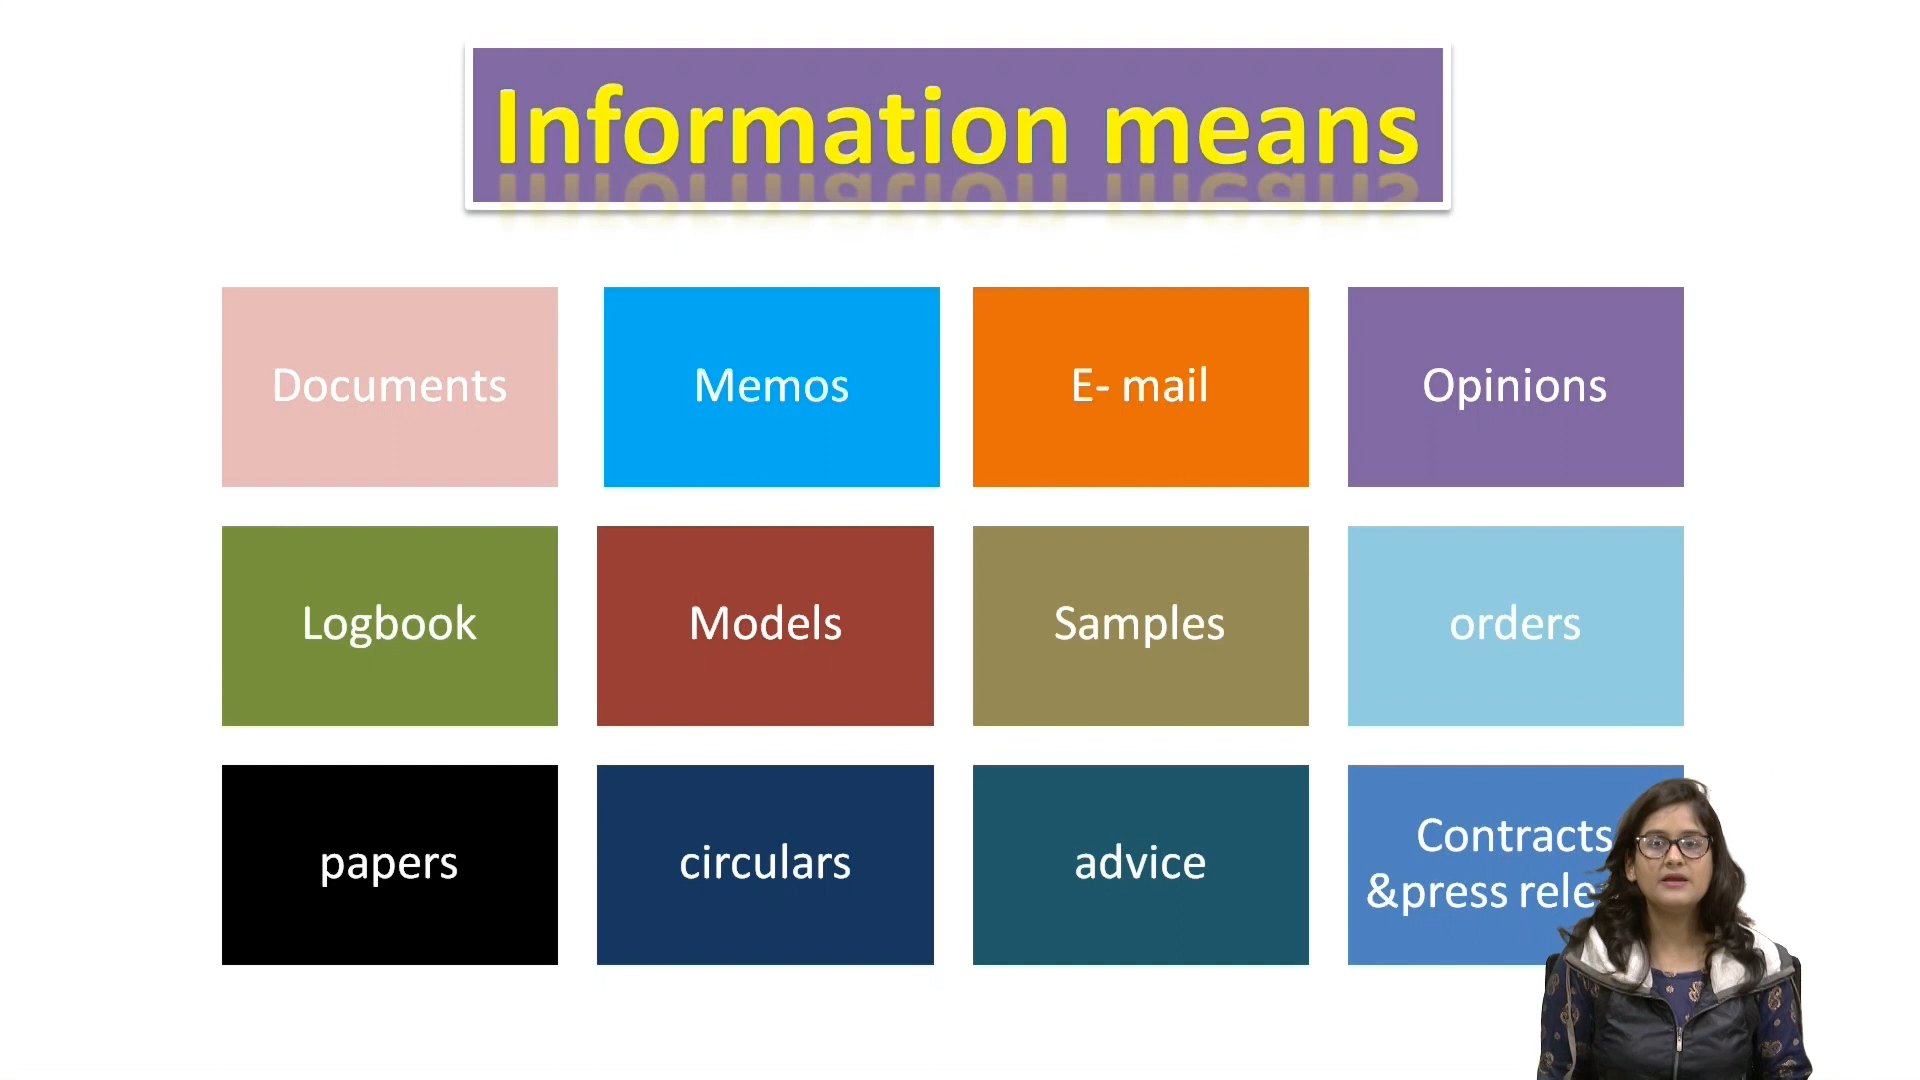 Information means
Documents
Memos
E- mail
Opinions
Logbook
Models
Samples
orders
papers
circulars
advice
Contracts
&press